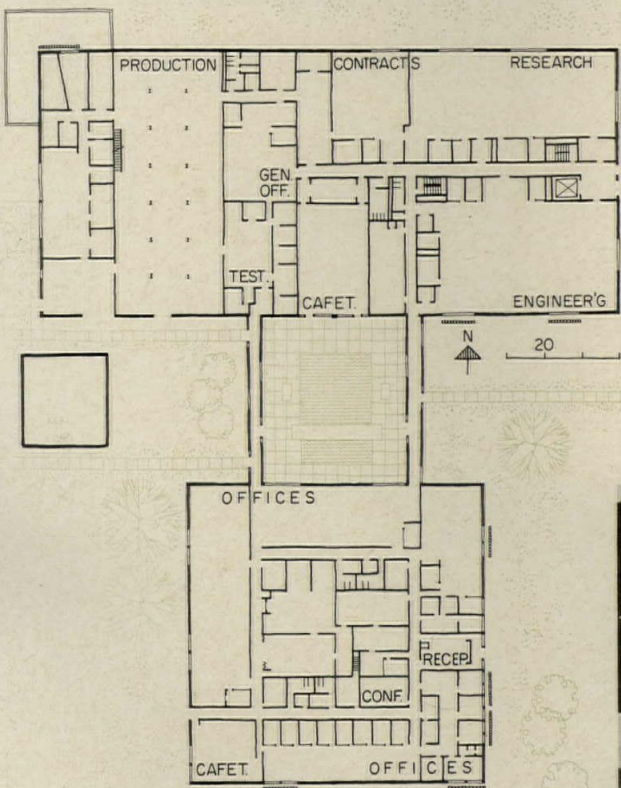 PRODUCTION
CONTRACTS
RESEARCH
GEN.
OFF.
TEST.
CAFET.
ENGINEER'G
N
20
OFFICES
RECEP.
CONF.
CAFET.
OFFICES